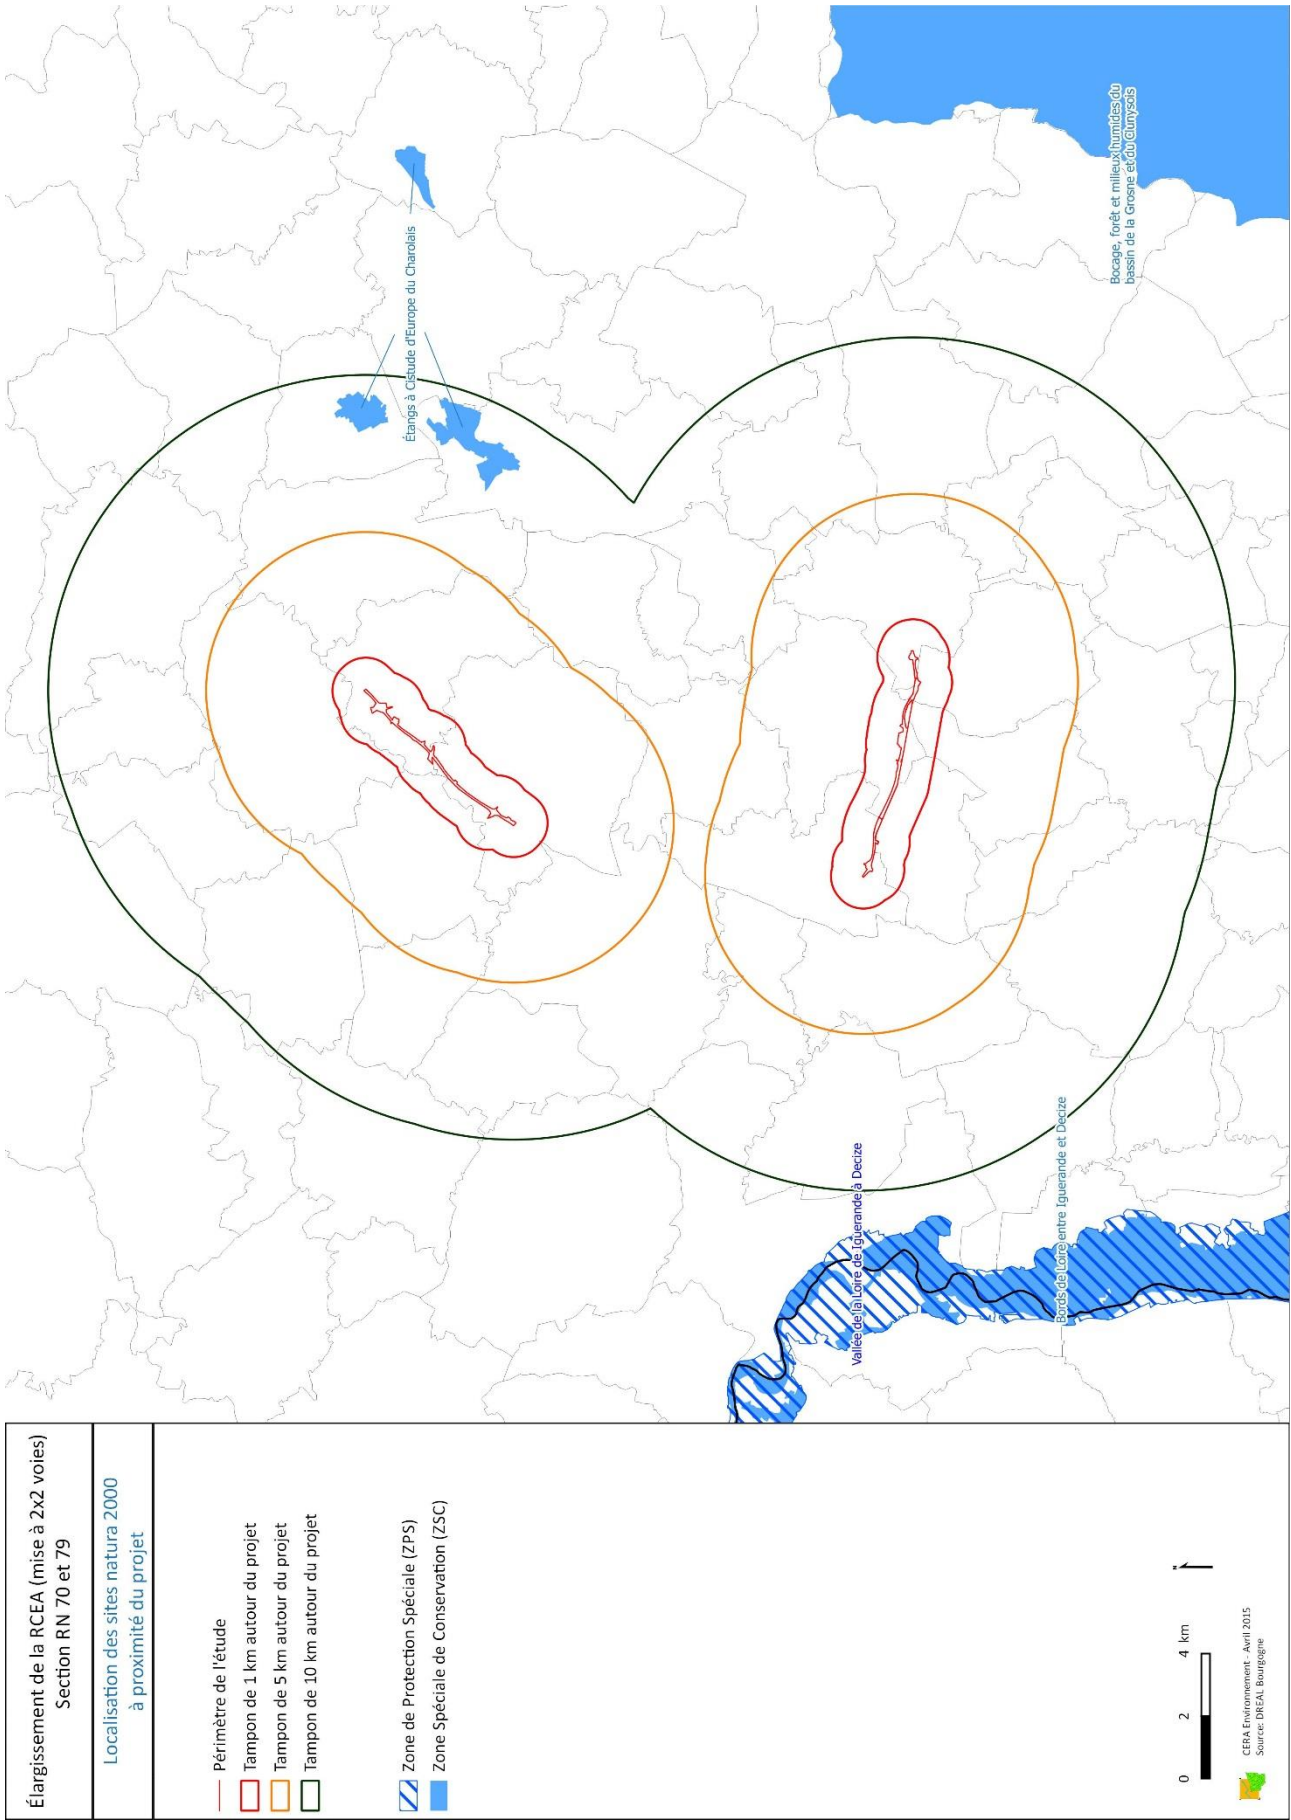 Élargissement de la RCEA (mise à 2x2 voies)
Section RN 70 et 79
Localisation des sites natura 2000
à proximité du projet
Périmètre de l'étude
Tampon de 1 km autour du projet
Tampon de 5 km autour du projet
Tampon de 10 km autour du projet
Zone de Protection Spéciale (ZPS)
Zone Spéciale de Conservation (ZSC)
0 2 4 km
CERA Environnement - Avril 2015
Source: DREAL Bourgogne
Étangs à Cistude d'Europe du Charolais
Bocage, forêt et milieux humides du
bassin de la Grosne et du Clunysois
Vallée de la Loire de Iguerande à Decize
Bords de Loire entre Iguerande et Decize